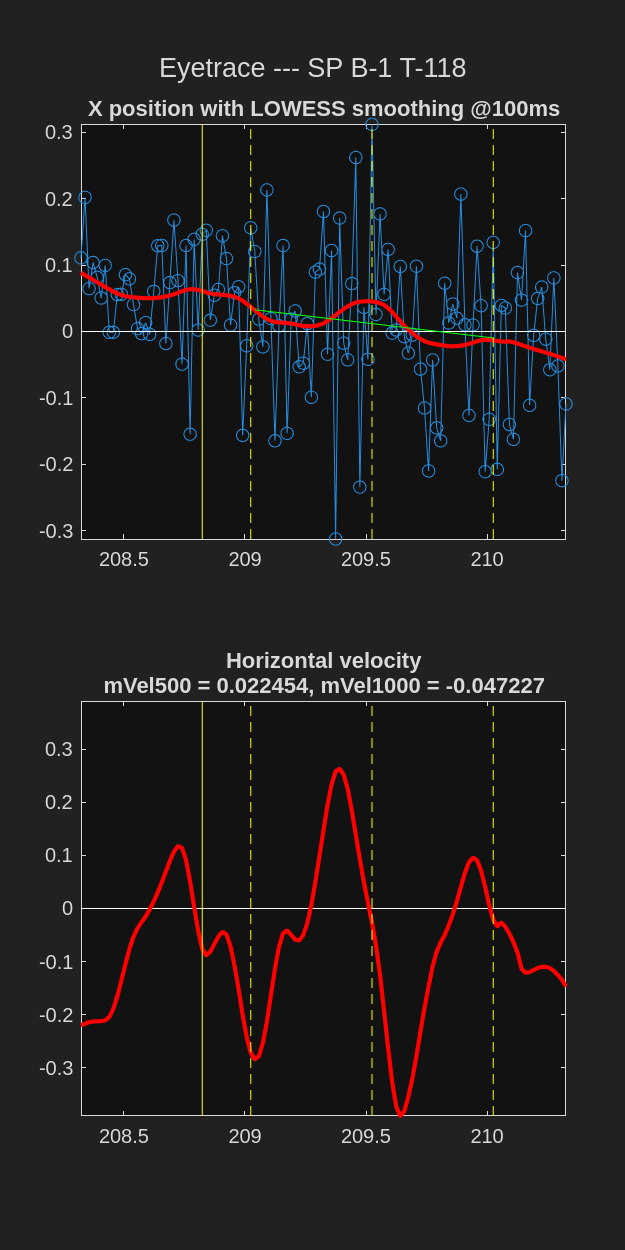 Eyetrace --- SP B-1 T-118
X position with LOWESS smoothing @100ms
0.3
0.2
0.1
0
-0.1
-0.2
-0.3
208.5 209 209.5 210
Horizontal velocity
mVel500 = 0.022454, mVel1000 = -0.047227
0.3
0.2
0.1
0
-0.1
-0.2
-0.3
208.5 209 209.5 210